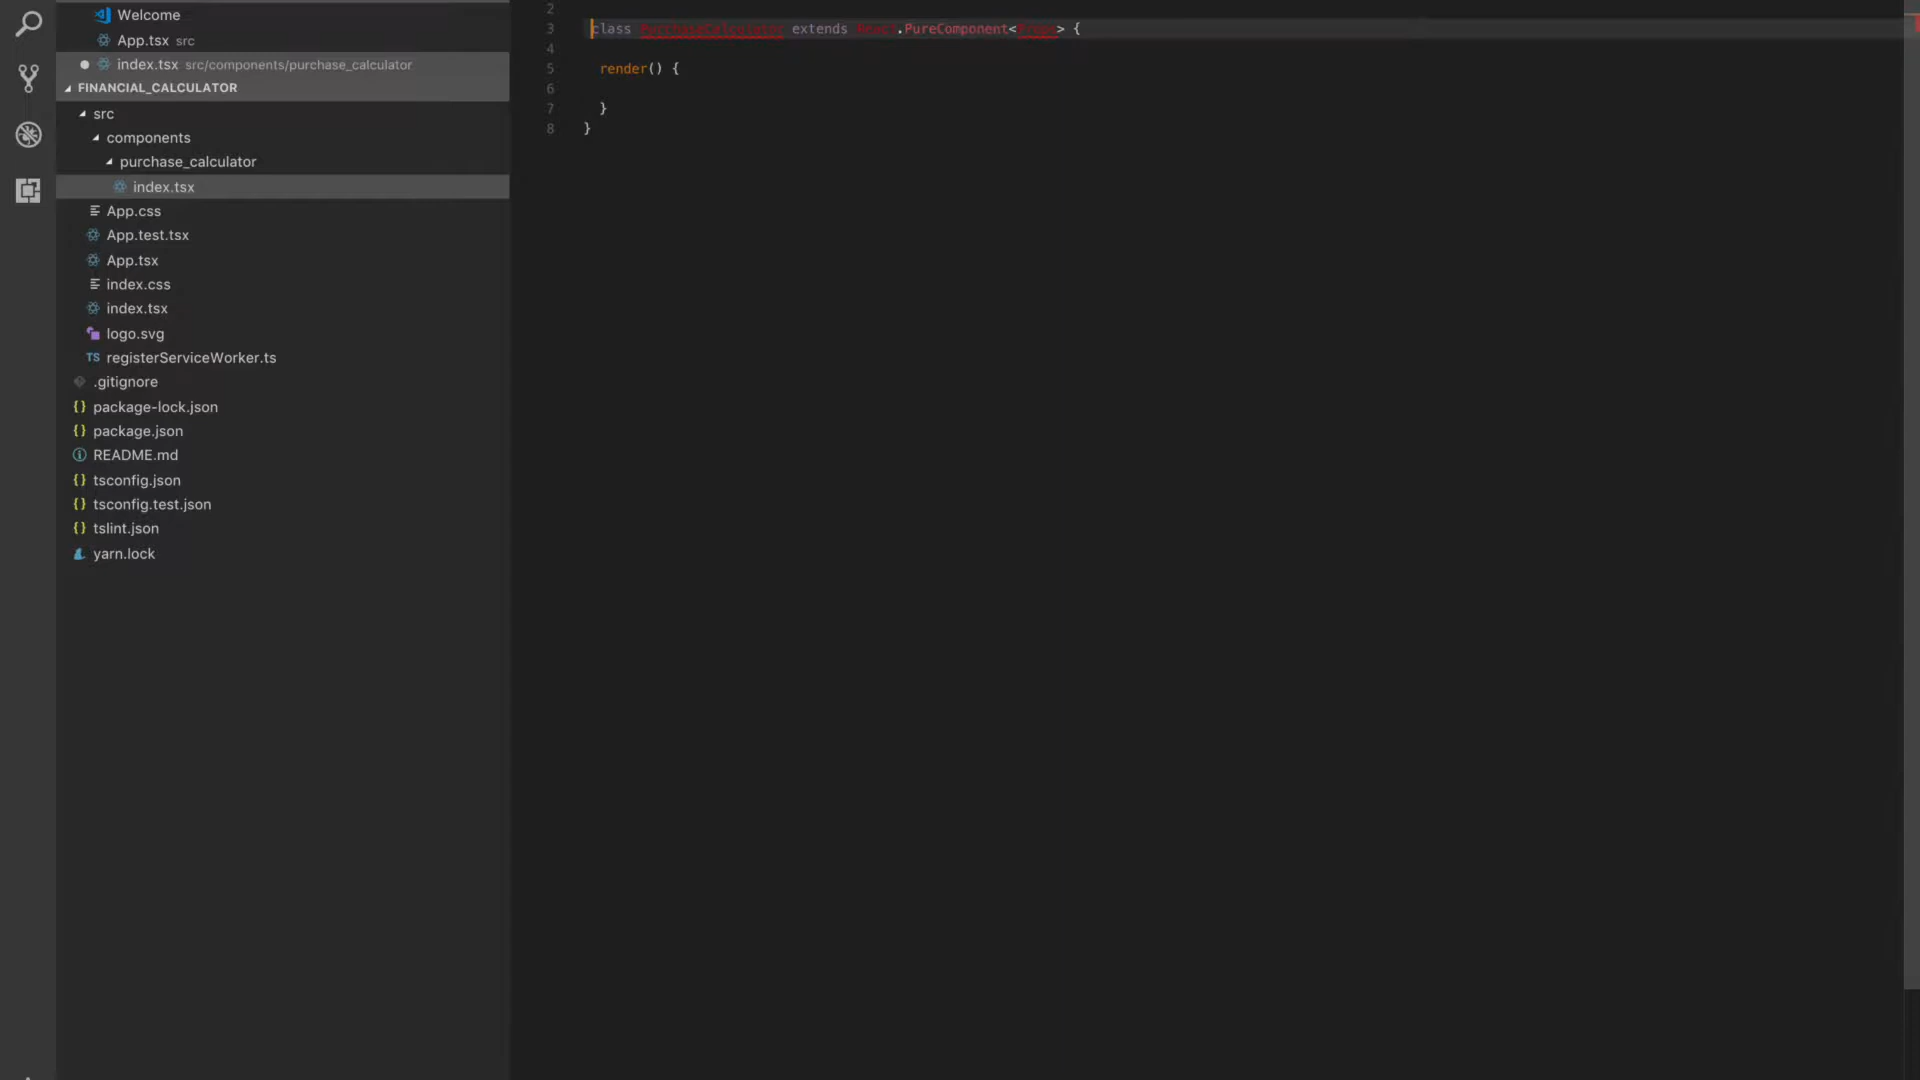 Welcome
App.tsx src
index.tsx src/components/purchase_calculator
FINANCIAL_CALCULATOR
src
components
purchase_calculator
index.tsx
App.css
App.test.tsx
App.tsx
index.css
index.tsx
logo.svg
TS registerServiceWorker.ts
.gitignore
{} package-lock.json
{} package.json
README.md
{} tsconfig.json
{} tsconfig.test.json
{} tslint.json
yarn.lock
2
3 class PurchaseCalculator extends React.PureComponent<Props> {
4
5 render() {
6
7 }
8 }